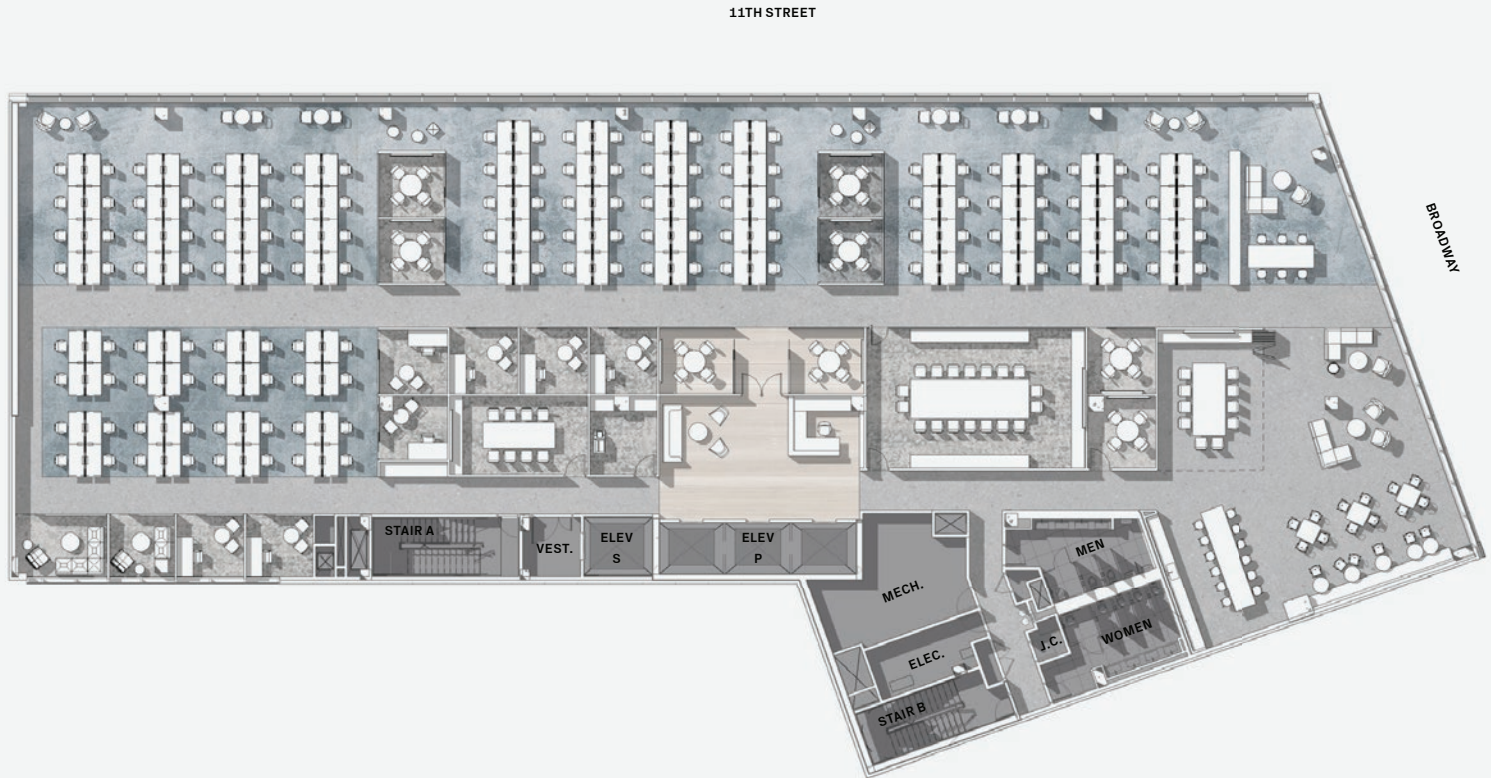 11TH STREET
BROADWAY
STAIR A
VEST.
ELEV
S
ELEV
P
MEN
MECH.
WOMEN
J.C.
ELEC.
STAIR B